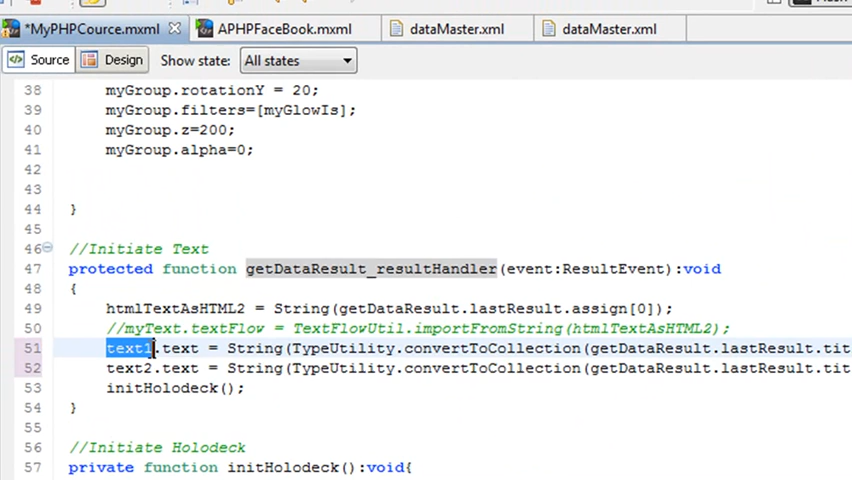 *MyPHPCource.mxml APHPFaceBook.mxml dataMaster.xml dataMaster.xml
Source Design Show state: All states
38 myGroup.rotationY = 20;
39 myGroup.filters=[myGlowIs];
40 myGroup.z=200;
41 myGroup.alpha=0;
42
43
44 }
45
46 //Initiate Text
47 protected function getDataResult_resultHandler(event:ResultEvent):void
48 {
49 htmlTextAsHTML2 = String(getDataResult.lastResult.assign[0]);
50 //myText.textFlow = TextFlowUtil.importFromString(htmlTextAsHTML2);
51 text1.text = String(TypeUtility.convertToCollection(getDataResult.lastResult.tit
52 text2.text = String(TypeUtility.convertToCollection(getDataResult.lastResult.tit
53 initHolodeck();
54 }
55
56 //Initiate Holodeck
57 private function initHolodeck():void{